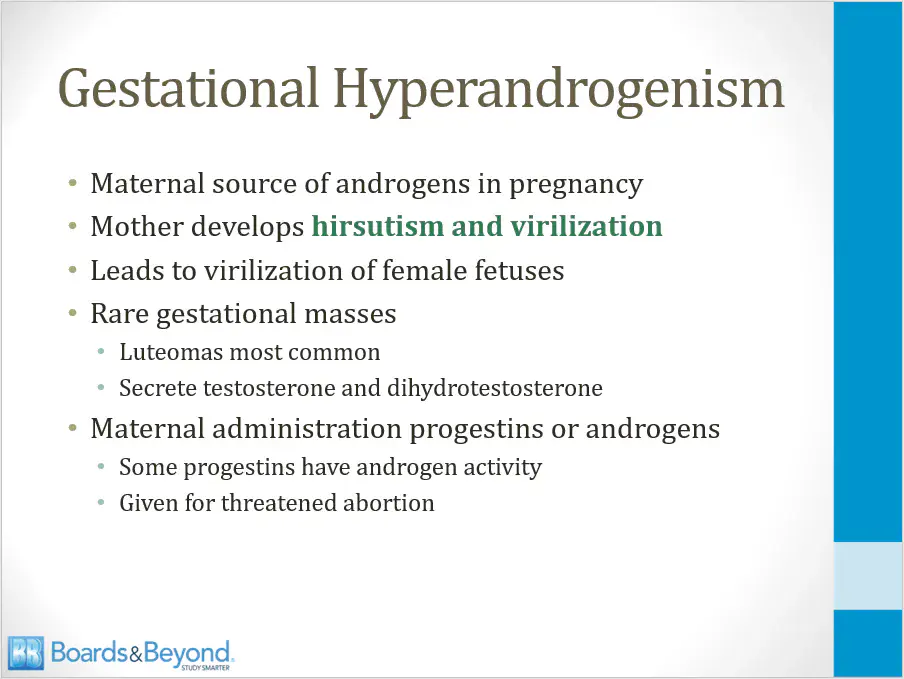 Gestational Hyperandrogenism
• Maternal source of androgens in pregnancy
• Mother develops hirsutism and virilization
• Leads to virilization of female fetuses
• Rare gestational masses
• Luteomas most common
• Secrete testosterone and dihydrotestosterone
• Maternal administration progestins or androgens
• Some progestins have androgen activity
• Given for threatened abortion
BB Boards&Beyond.
STUDY SMARTER